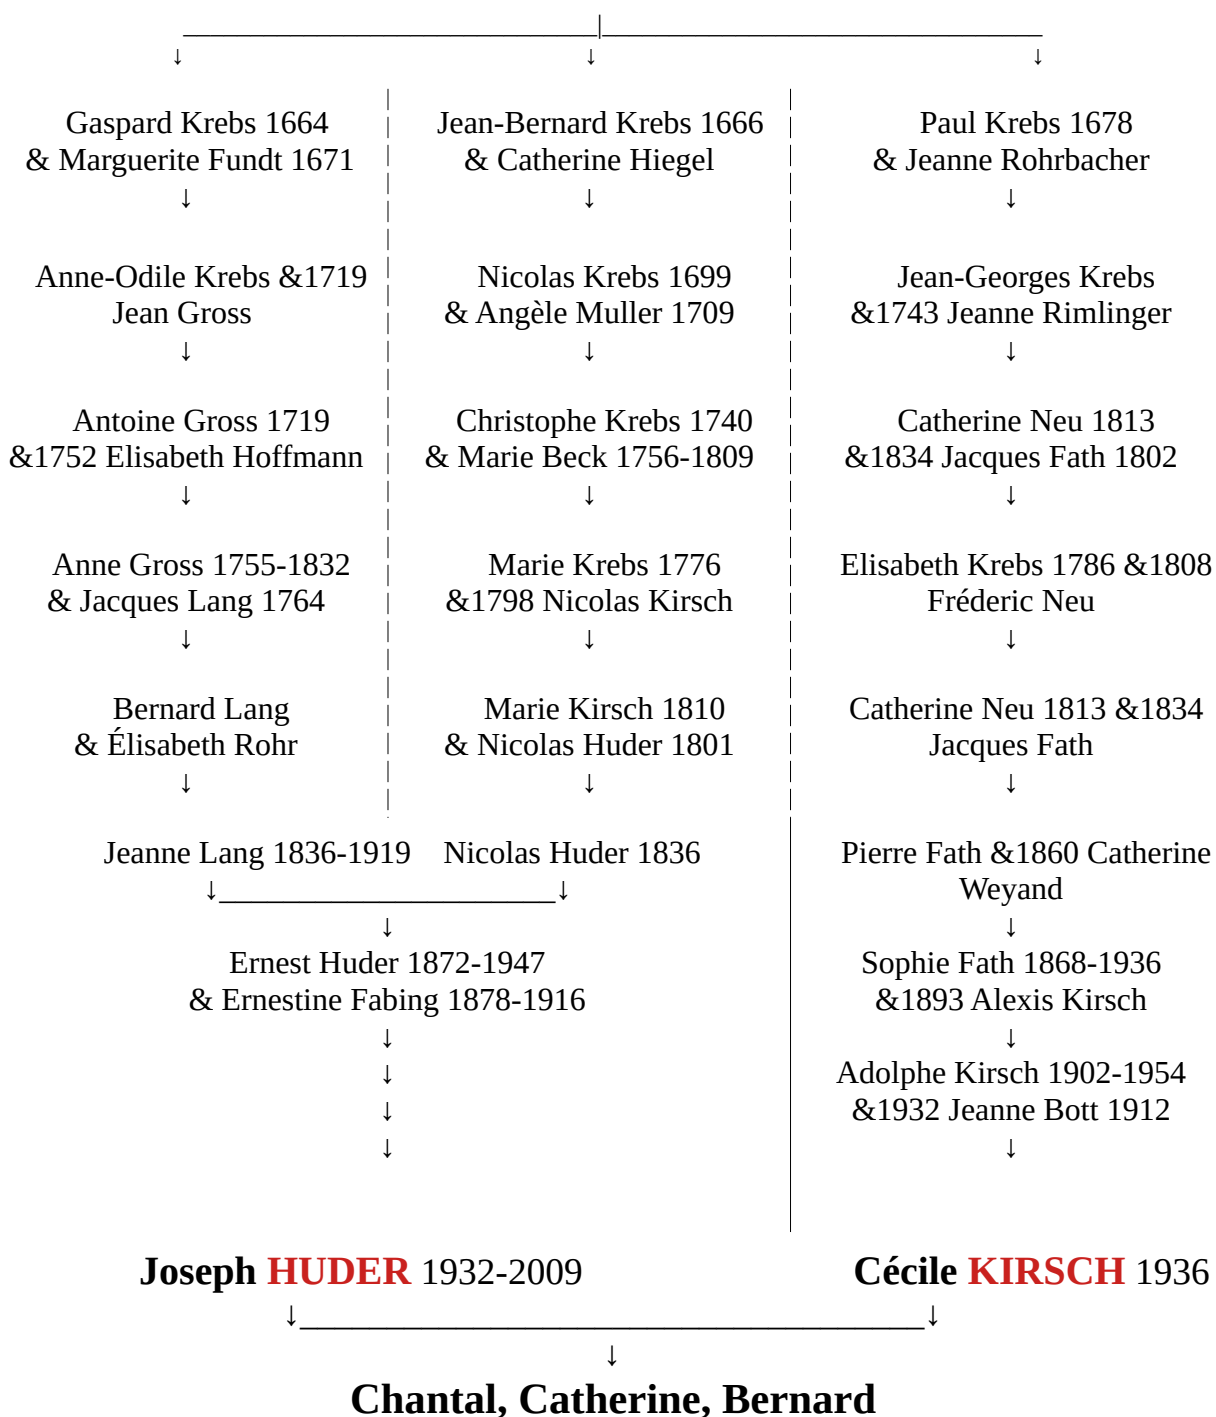 Gaspard Krebs 1664 Jean-Bernard Krebs 1666 Paul Krebs 1678
& Marguerite Fundt 1671 & Catherine Hiegel & Jeanne Rohrbacher
Anne-Odile Krebs &1719 Nicolas Krebs 1699 Jean-Georges Krebs
Jean Gross & Angèle Muller 1709 &1743 Jeanne Rimlinger
Antoine Gross 1719 Christophe Krebs 1740 Catherine Neu 1813
&1752 Elisabeth Hoffmann & Marie Beck 1756-1809 &1834 Jacques Fath 1802
Anne Gross 1755-1832 Marie Krebs 1776 Elisabeth Krebs 1786 &1808
& Jacques Lang 1764 &1798 Nicolas Kirsch Fréderic Neu
Bernard Lang Marie Kirsch 1810 Catherine Neu 1813 &1834
& Élisabeth Rohr & Nicolas Huder 1801 Jacques Fath
Jeanne Lang 1836-1919 Nicolas Huder 1836 Pierre Fath &1860 Catherine
Weyand
Ernest Huder 1872-1947 Sophie Fath 1868-1936
& Ernestine Fabing 1878-1916 &1893 Alexis Kirsch
Adolphe Kirsch 1902-1954
&1932 Jeanne Bott 1912
Joseph HUDER 1932-2009 Cécile KIRSCH 1936
Chantal, Catherine, Bernard